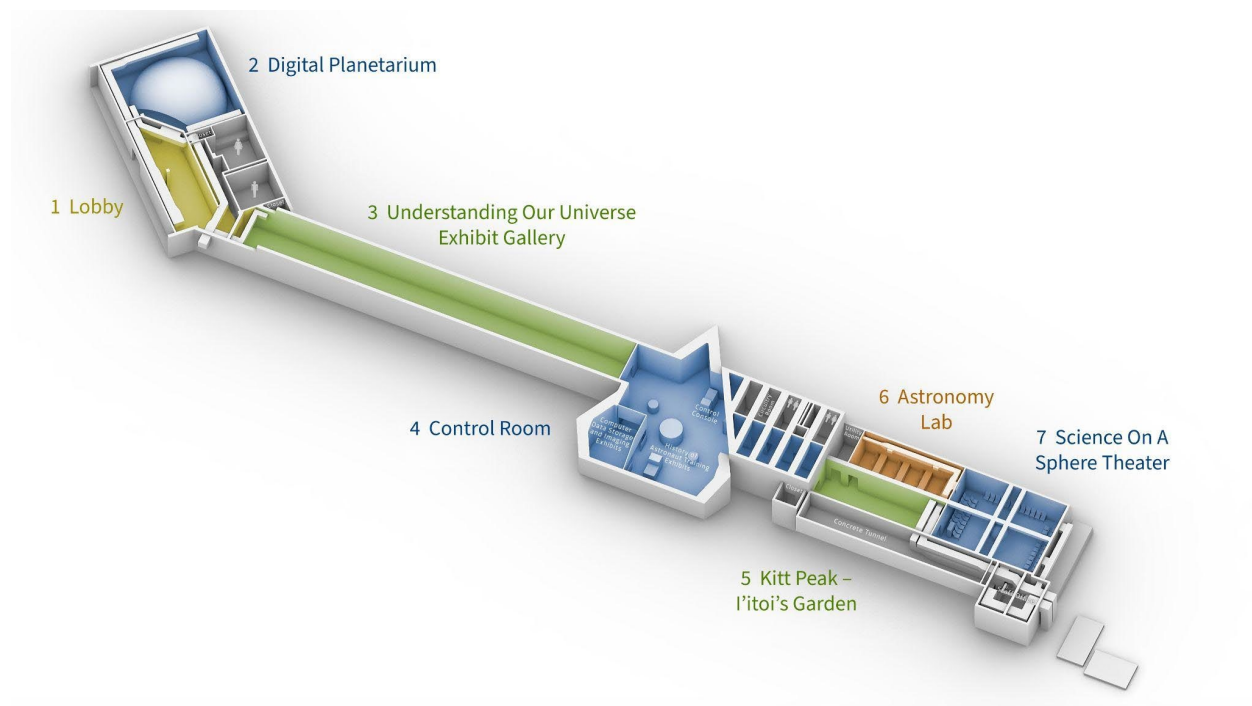 2 Digital Planetarium
1 Lobby
3 Understanding Our Universe
Exhibit Gallery
4 Control Room
Control
Console
Computer
Data Storage
and Imaging
Exhibits
History of
Astronaut Training
Exhibits
Utility
Room
6 Astronomy
Lab
7 Science On A
Sphere Theater
Closet
Concrete Tunnel
5 Kitt Peak –
I’itoi’s Garden